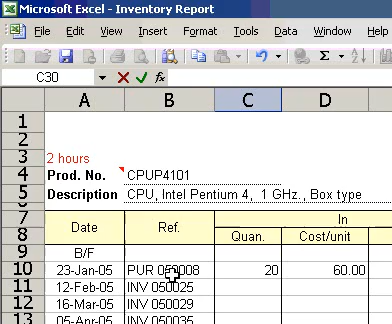 Microsoft Excel - Inventory Report
File Edit View Insert Format Tools Data Window Help
C30
A B C D
1
2
3 2 hours
4 Prod. No. CPUP4101
5 Description CPU, Intel Pentium 4, 1 GHz., Box type
7 Date Ref. In
8 Quan. Cost/unit
9 B/F
10 23-Jan-05 PUR 050008 20 60.00
11 12-Feb-05 INV 050025
12 16-Mar-05 INV 050029
13 05-Apr-05 INV 050035